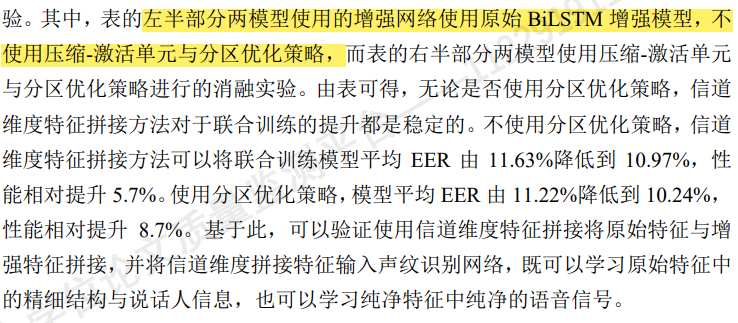 验。其中，表的左半部分两模型使用的增强网络使用原始 BiLSTM 增强模型，不
使用压缩-激活单元与分区优化策略，而表的右半部分两模型使用压缩-激活单元
与分区优化策略进行的消融实验。由表可得，无论是否使用分区优化策略，信道
维度特征拼接方法对于联合训练的提升都是稳定的。不使用分区优化策略，信道
维度特征拼接方法可以将联合训练模型平均 EER 由 11.63%降低到 10.97%，性
能相对提升 5.7%。使用分区优化策略，模型平均 EER 由 11.22%降低到 10.24%，
性能相对提升 8.7%。基于此，可以验证使用信道维度特征拼接将原始特征与增
强特征拼接，并将信道维度拼接特征输入声纹识别网络，既可以学习原始特征中
的精细结构与说话人信息，也可以学习纯净特征中纯净的语音信号。